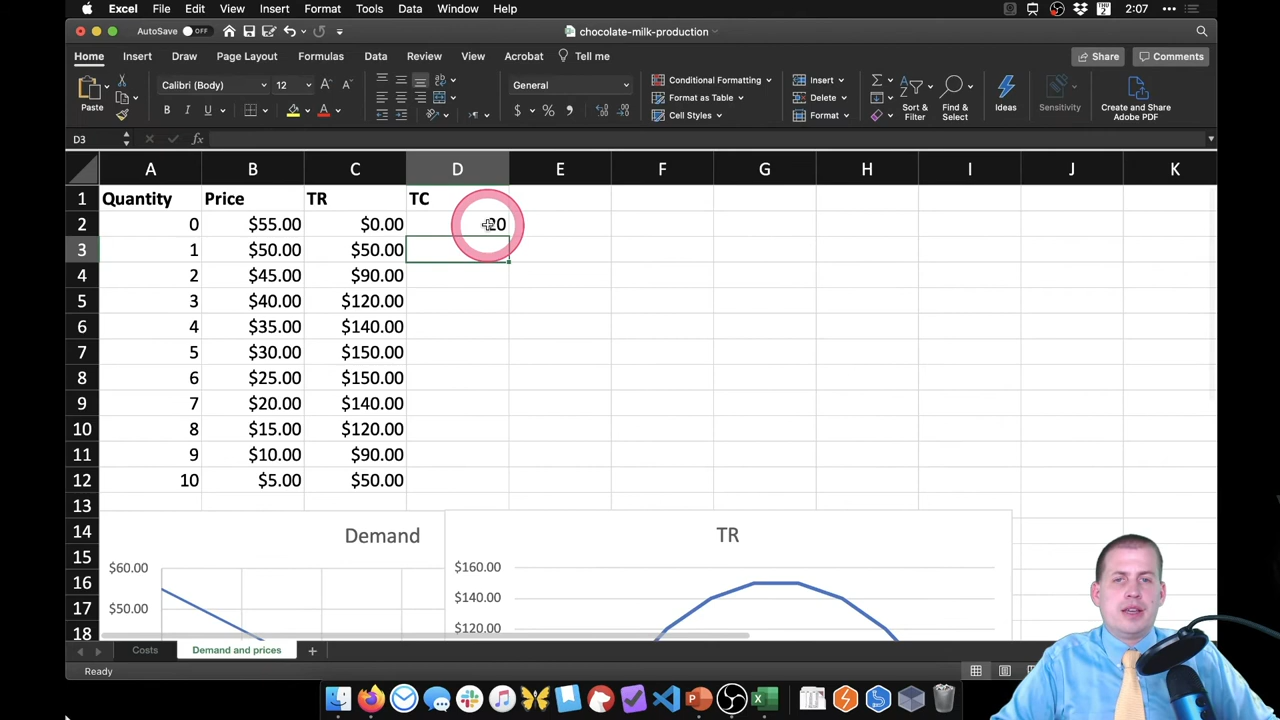 Excel File Edit View Insert Format Tools Data Window Help THU 2 2:07
AutoSave OFF chocolate-milk-production
Home Insert Draw Page Layout Formulas Data Review View Acrobat Tell me Share Comments
Paste Calibri (Body) 12 General Conditional Formatting Format as Table Cell Styles Insert Delete Format Sort & Filter Find & Select Ideas Sensitivity Create and Share Adobe PDF
D3 fx
A B C D E F G H I J K
1 Quantity Price TR TC
2 0 $55.00 $0.00 20
3 1 $50.00 $50.00
4 2 $45.00 $90.00
5 3 $40.00 $120.00
6 4 $35.00 $140.00
7 5 $30.00 $150.00
8 6 $25.00 $150.00
9 7 $20.00 $140.00
10 8 $15.00 $120.00
11 9 $10.00 $90.00
12 10 $5.00 $50.00
13
14 Demand TR
15
$60.00 $160.00
16
$140.00
17 $50.00
18 $120.00
Costs Demand and prices
Ready